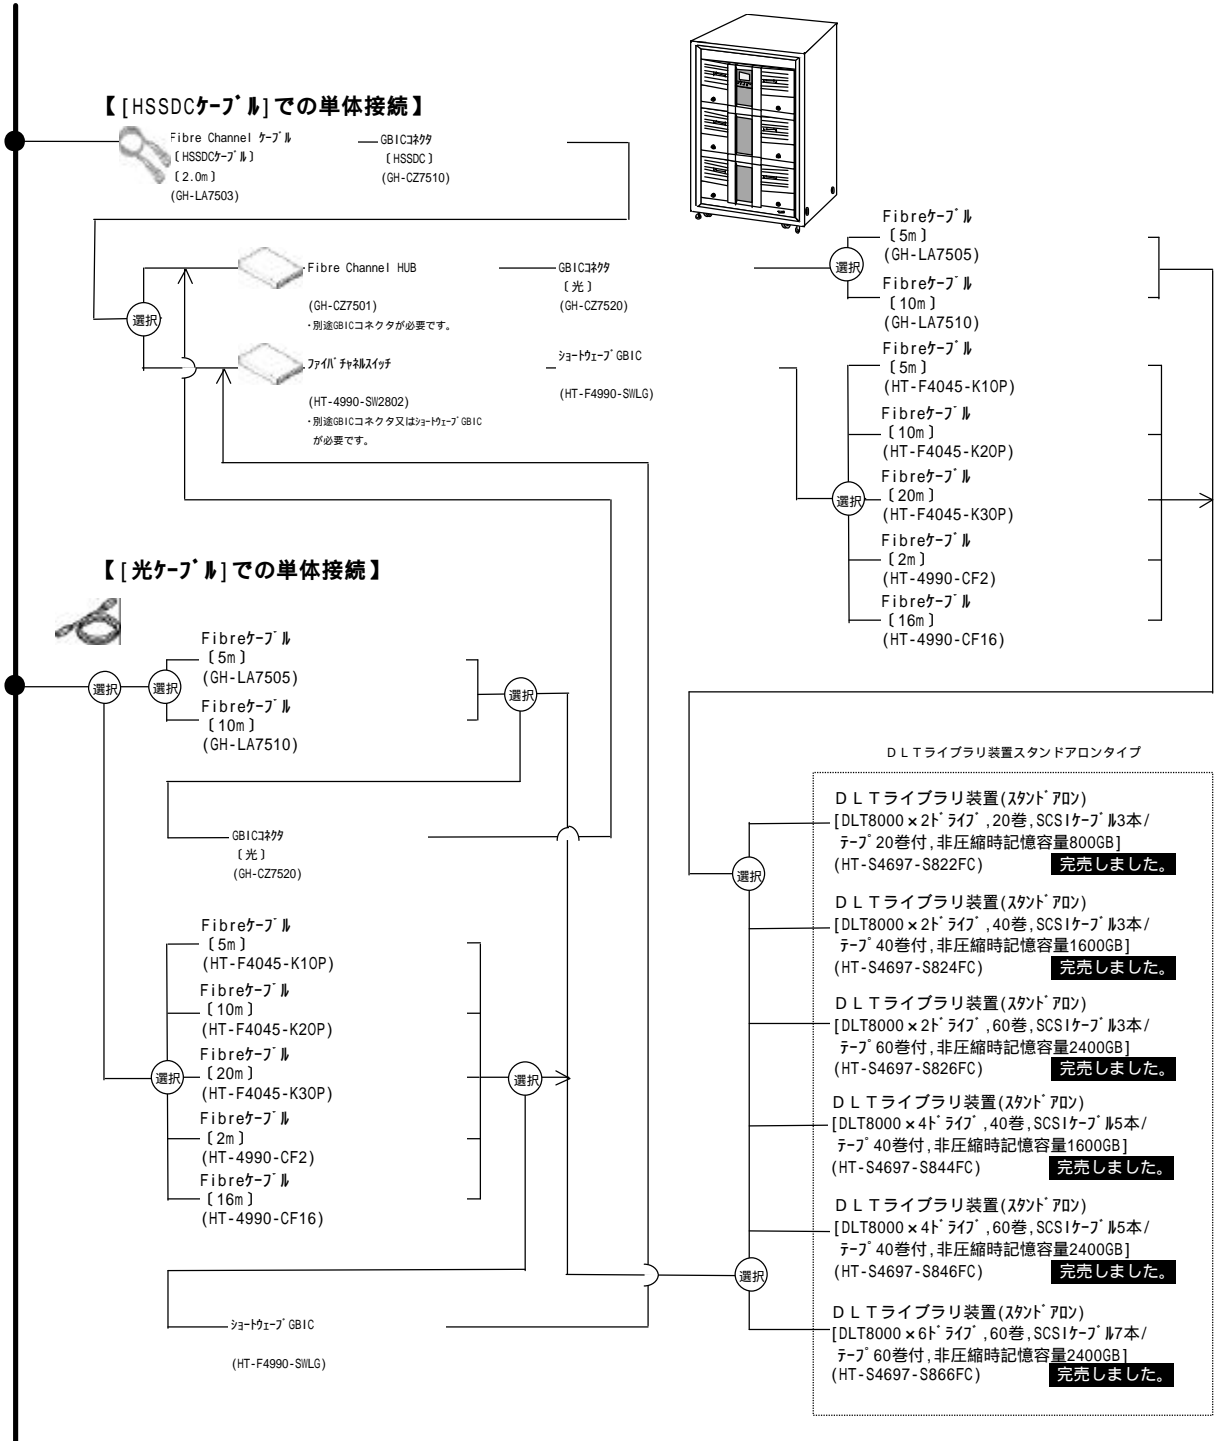 【[HSSDCｹｰﾌﾞﾙ]での単体接続】
Fibre Channel ｹｰﾌﾞﾙ
〔HSSDCｹｰﾌﾞﾙ〕
〔2.0m〕
(GH-LA7503)
GBICｺﾈｸﾀ
〔HSSDC〕
(GH-CZ7510)
選択
Fibre Channel HUB
(GH-CZ7501)
・別途GBICコネクタが必要です。
GBICｺﾈｸﾀ
〔光〕
(GH-CZ7520)
ﾌｧｲﾊﾞﾁｬﾈﾙｽｲｯﾁ
(HT-4990-SW2802)
・別途GBICコネクタ又はｼｮｰﾄｳｪｰﾌﾞGBIC
が必要です。
ｼｮｰﾄｳｪｰﾌﾞGBIC
(HT-F4990-SWLG)
選択
Fibreｹｰﾌﾞﾙ
〔5m〕
(GH-LA7505)
Fibreｹｰﾌﾞﾙ
〔10m〕
(GH-LA7510)
選択
Fibreｹｰﾌﾞﾙ
〔5m〕
(HT-F4045-K10P)
Fibreｹｰﾌﾞﾙ
〔10m〕
(HT-F4045-K20P)
Fibreｹｰﾌﾞﾙ
〔20m〕
(HT-F4045-K30P)
Fibreｹｰﾌﾞﾙ
〔2m〕
(HT-4990-CF2)
Fibreｹｰﾌﾞﾙ
〔16m〕
(HT-4990-CF16)
【[光ｹｰﾌﾞﾙ]での単体接続】
選択
選択
Fibreｹｰﾌﾞﾙ
〔5m〕
(GH-LA7505)
Fibreｹｰﾌﾞﾙ
〔10m〕
(GH-LA7510)
選択
GBICｺﾈｸﾀ
〔光〕
(GH-CZ7520)
選択
Fibreｹｰﾌﾞﾙ
〔5m〕
(HT-F4045-K10P)
Fibreｹｰﾌﾞﾙ
〔10m〕
(HT-F4045-K20P)
Fibreｹｰﾌﾞﾙ
〔20m〕
(HT-F4045-K30P)
Fibreｹｰﾌﾞﾙ
〔2m〕
(HT-4990-CF2)
Fibreｹｰﾌﾞﾙ
〔16m〕
(HT-4990-CF16)
選択
ｼｮｰﾄｳｪｰﾌﾞGBIC
(HT-F4990-SWLG)
ＤＬＴライブラリ装置スタンドアロンタイプ
選択
ＤＬＴライブラリ装置(ｽﾀﾝﾄﾞｱﾛﾝ)
[DLT8000×2ﾄﾞﾗｲﾌﾞ,20巻,SCSIｹｰﾌﾞﾙ3本/
ﾃｰﾌﾟ20巻付,非圧縮時記憶容量800GB]
(HT-S4697-S822FC) 完売しました。
ＤＬＴライブラリ装置(ｽﾀﾝﾄﾞｱﾛﾝ)
[DLT8000×2ﾄﾞﾗｲﾌﾞ,40巻,SCSIｹｰﾌﾞﾙ3本/
ﾃｰﾌﾟ40巻付,非圧縮時記憶容量1600GB]
(HT-S4697-S824FC) 完売しました。
ＤＬＴライブラリ装置(ｽﾀﾝﾄﾞｱﾛﾝ)
[DLT8000×2ﾄﾞﾗｲﾌﾞ,60巻,SCSIｹｰﾌﾞﾙ3本/
ﾃｰﾌﾟ60巻付,非圧縮時記憶容量2400GB]
(HT-S4697-S826FC) 完売しました。
ＤＬＴライブラリ装置(ｽﾀﾝﾄﾞｱﾛﾝ)
[DLT8000×4ﾄﾞﾗｲﾌﾞ,40巻,SCSIｹｰﾌﾞﾙ5本/
ﾃｰﾌﾟ40巻付,非圧縮時記憶容量1600GB]
(HT-S4697-S844FC) 完売しました。
ＤＬＴライブラリ装置(ｽﾀﾝﾄﾞｱﾛﾝ)
[DLT8000×4ﾄﾞﾗｲﾌﾞ,60巻,SCSIｹｰﾌﾞﾙ5本/
ﾃｰﾌﾟ40巻付,非圧縮時記憶容量2400GB]
(HT-S4697-S846FC) 完売しました。
選択
ＤＬＴライブラリ装置(ｽﾀﾝﾄﾞｱﾛﾝ)
[DLT8000×6ﾄﾞﾗｲﾌﾞ,60巻,SCSIｹｰﾌﾞﾙ7本/
ﾃｰﾌﾟ60巻付,非圧縮時記憶容量2400GB]
(HT-S4697-S866FC) 完売しました。